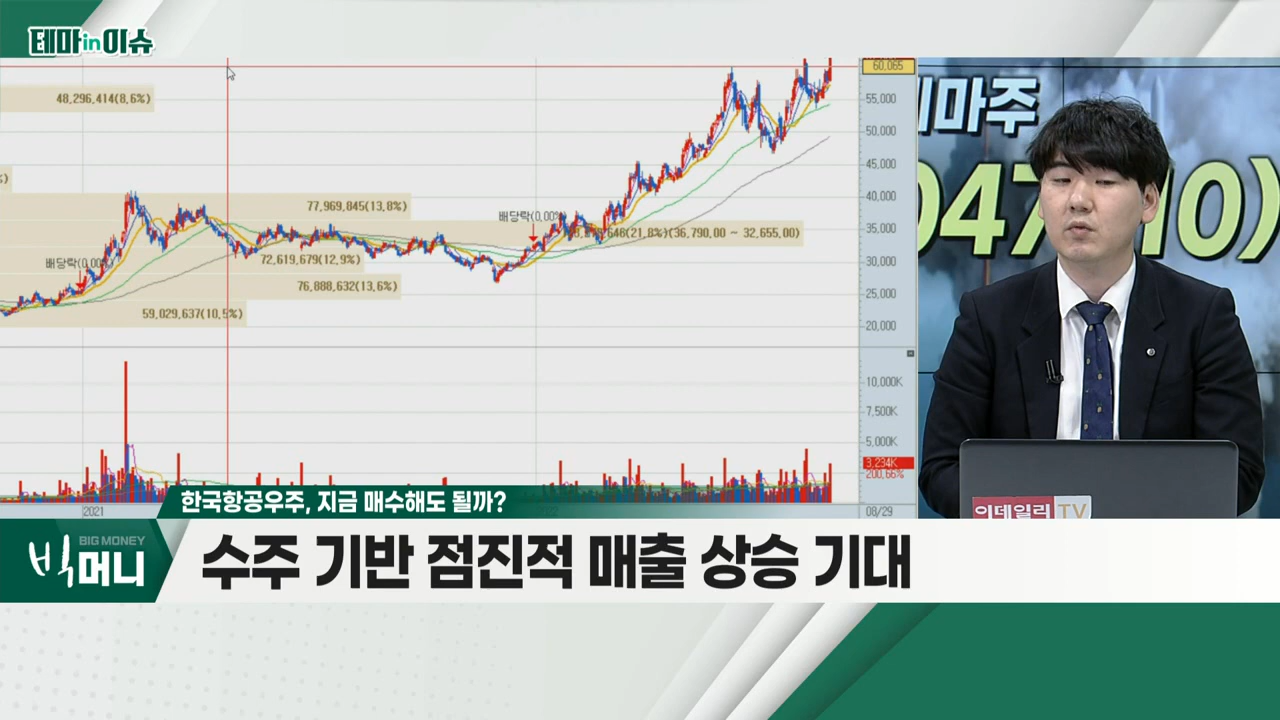 테마in이슈
60,065
48,296,414(8,6%)
55,000
50,000
45,000
%)
40,000
77,969,845(13,8%)
배당락(0,00%)
35,000
(21,8%)(36,790,00 ~ 32,655,00)
배당락(0,00%)
72,619,679(12,9%)
30,000
76,888,632(13,6%)
25,000
59,029,637(10,5%)
20,000
마주
047 10)
10,000K
7,500K
5,000K
3,234K
200,66%
2021
08/29
이데일리TV
한국항공우주, 지금 매수해도 될까?
BIG MONEY
빅머니
수주 기반 점진적 매출 상승 기대